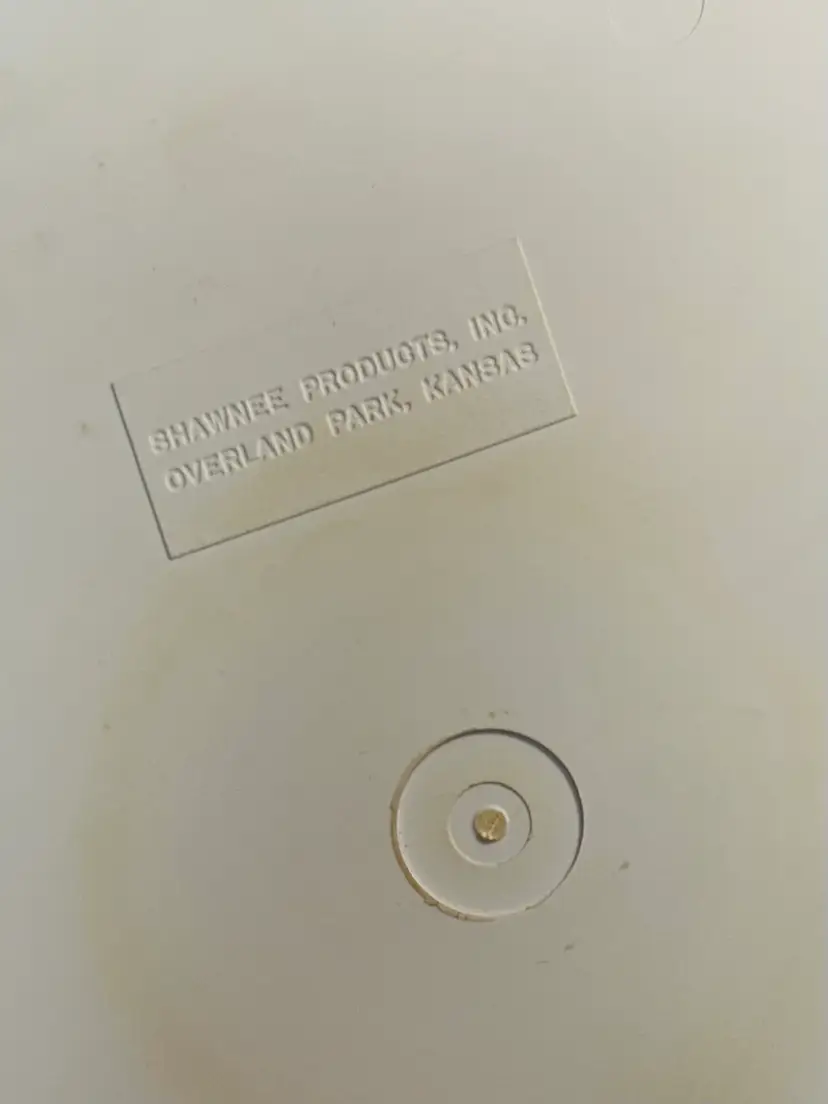 SHAWNEE PRODUCTS, INC.
OVERLAND PARK, KANSAS